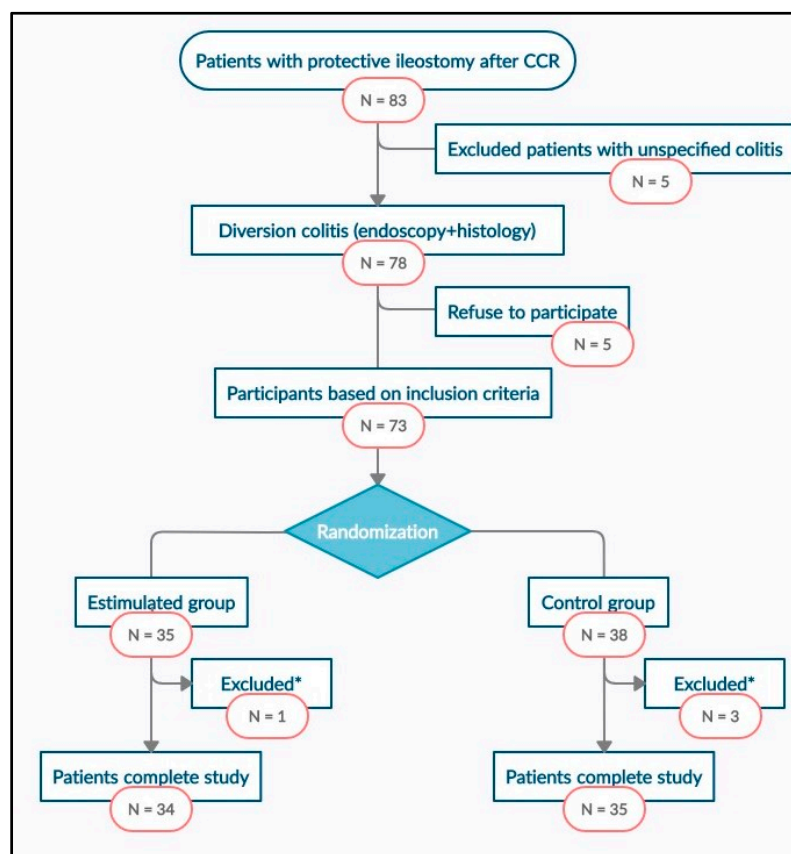 Patients with protective ileostomy after CCR
N = 83
Excluded patients with unspecified colitis
N = 5
Diversion colitis (endoscopy+histology)
N = 78
Refuse to participate
N = 5
Participants based on inclusion criteria
N = 73
Randomization
Estimulated group
N = 35
Control group
N = 38
Excluded*
N = 1
Excluded*
N = 3
Patients complete study
N = 34
Patients complete study
N = 35